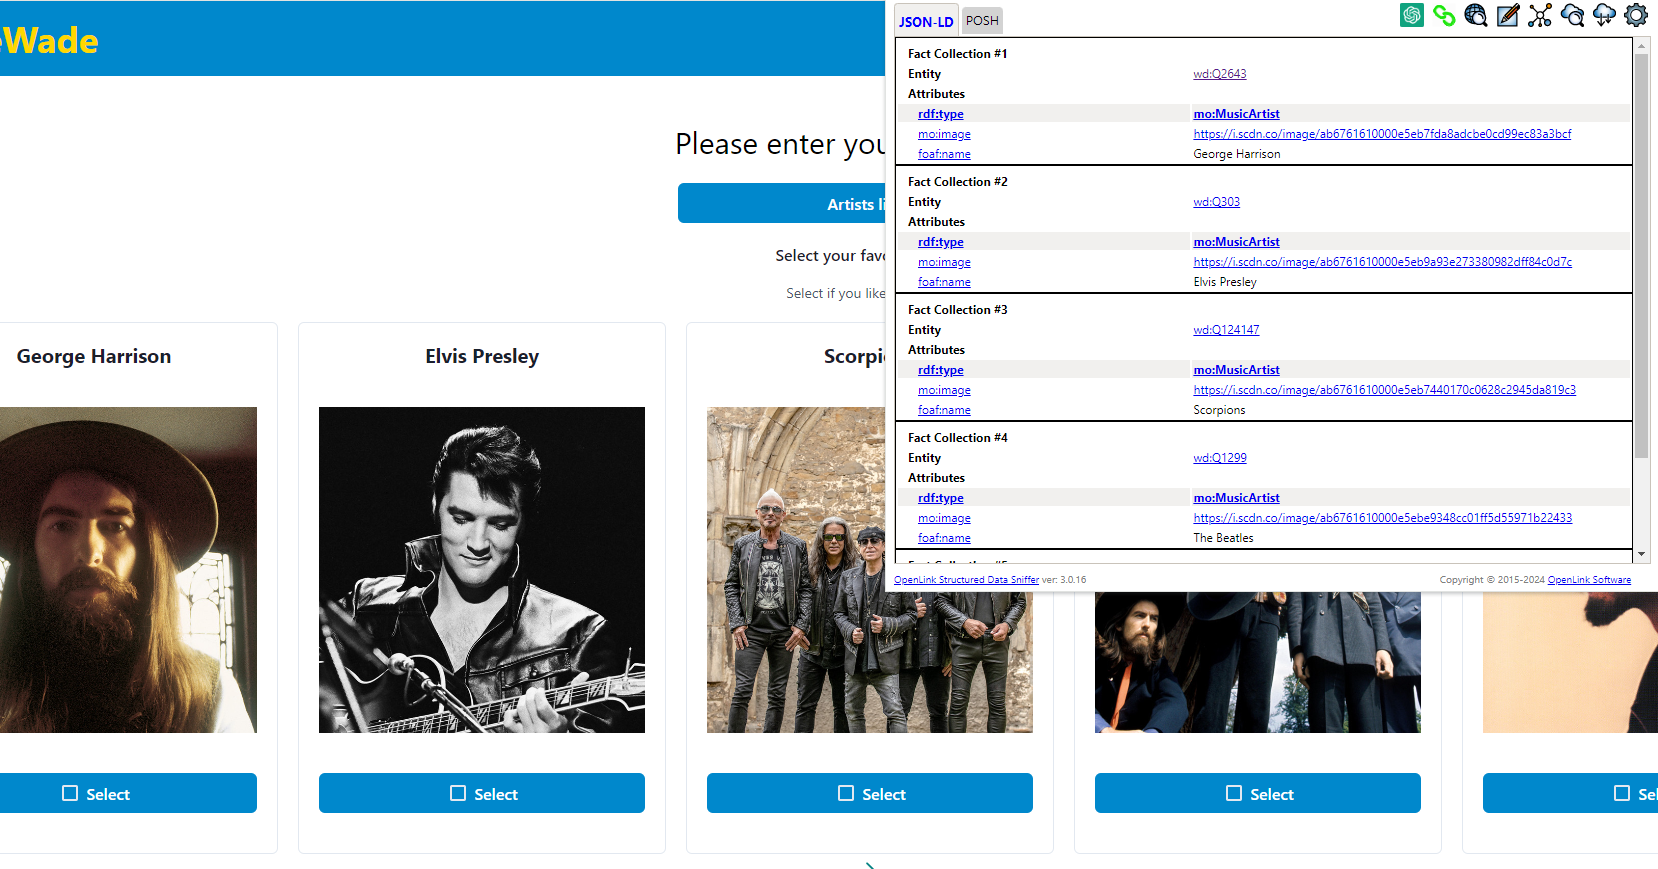 eWade
Please enter you
Artists li
Select your favo
Select if you like
George Harrison
Elvis Presley
Scorpi
Select
Select
Select
Select
Sel
JSON-LD
POSH
Fact Collection #1
Entity wd:Q2643
Attributes
rdf:type mo:MusicArtist
mo:image https://i.scdn.co/image/ab6761610000e5eb7fda8adcbe0cd99ec83a3bcf
foaf:name George Harrison
Fact Collection #2
Entity wd:Q303
Attributes
rdf:type mo:MusicArtist
mo:image https://i.scdn.co/image/ab6761610000e5eb9a93e273380982dff84c0d7c
foaf:name Elvis Presley
Fact Collection #3
Entity wd:Q124147
Attributes
rdf:type mo:MusicArtist
mo:image https://i.scdn.co/image/ab6761610000e5eb7440170c0628c2945da819c3
foaf:name Scorpions
Fact Collection #4
Entity wd:Q1299
Attributes
rdf:type mo:MusicArtist
mo:image https://i.scdn.co/image/ab6761610000e5ebe9348cc01ff5d55971b22433
foaf:name The Beatles
OpenLink Structured Data Sniffer ver: 3.0.16
Copyright © 2015-2024 OpenLink Software